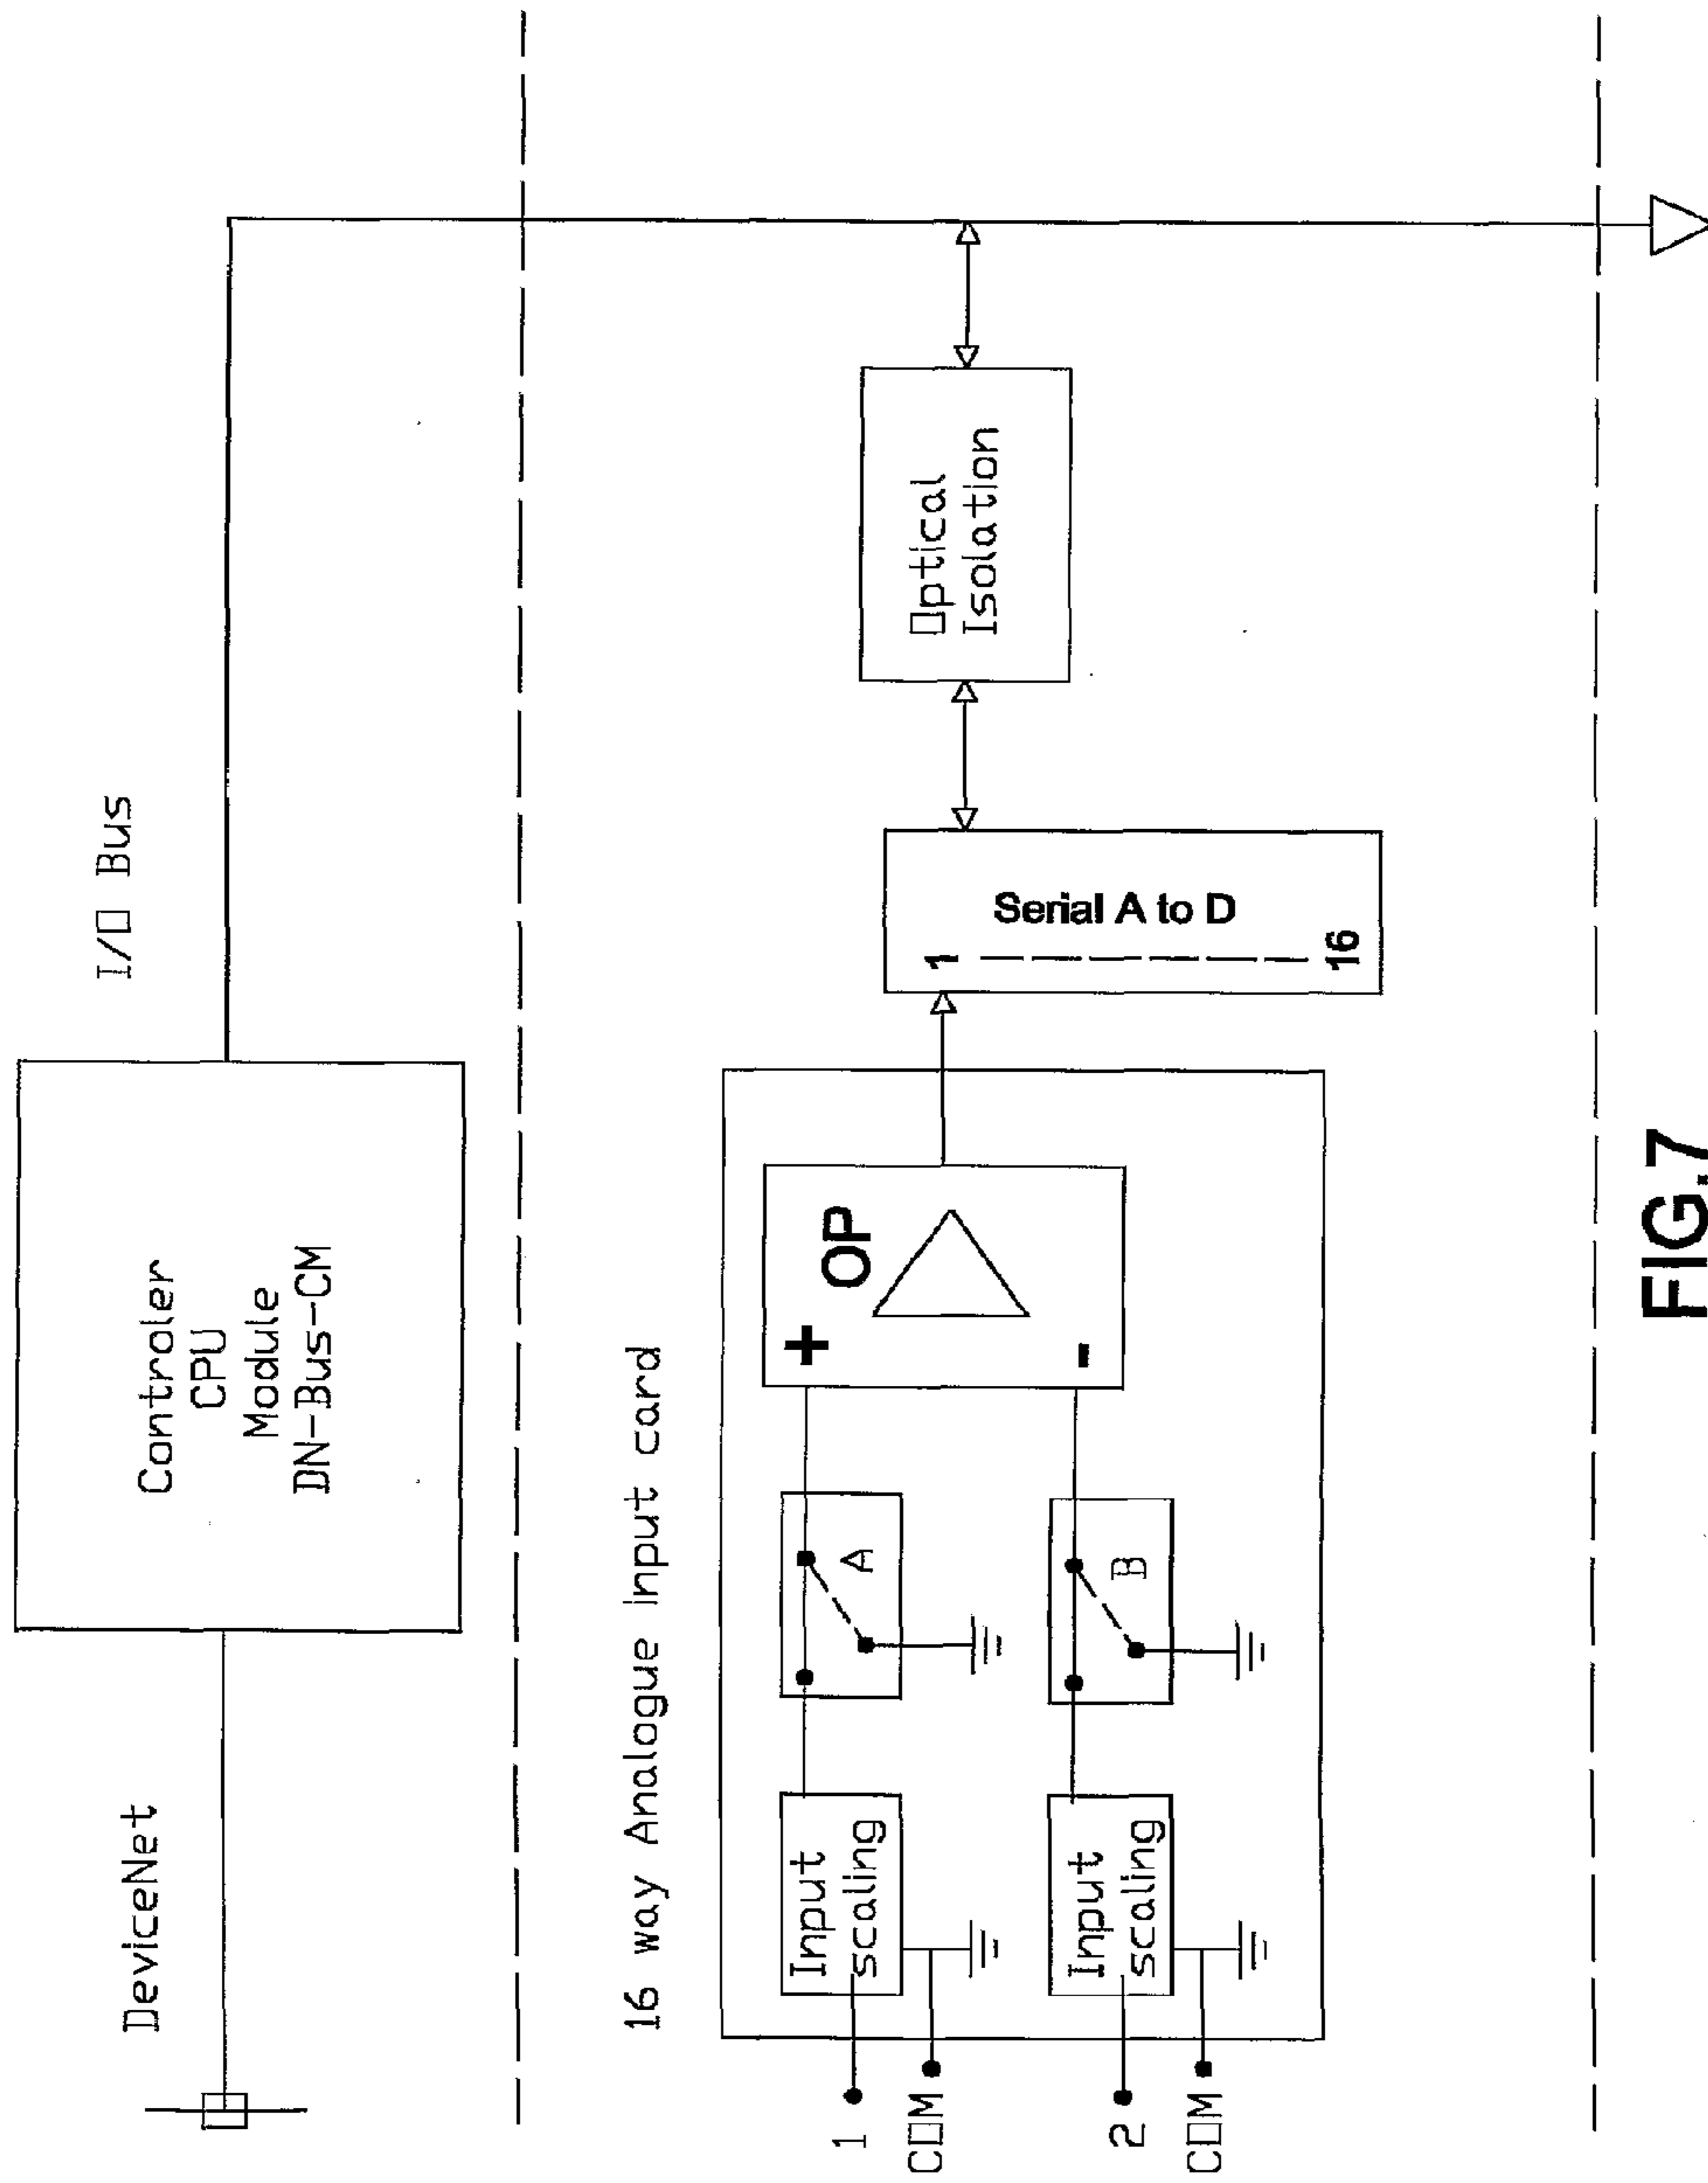 DeviceNet
Controler
CPU
Module
DN-Bus-CM
I/O Bus
16 way Analogue input card
1
COM
Input
scaling
A
2
COM
Input
scaling
B
+
OP
-
Serial A to D
1
16
Optical
Isolation
FIG.7